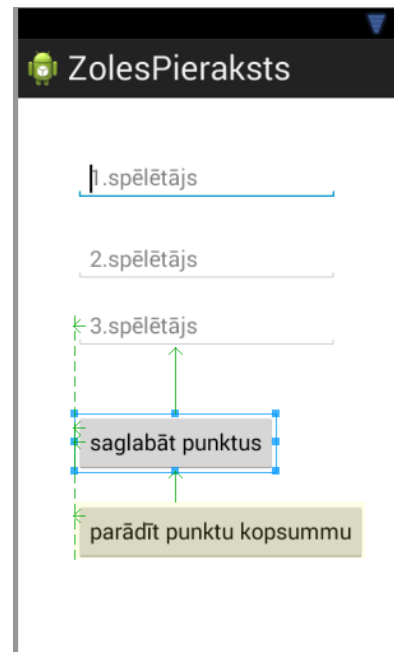 ZolesPieraksts
1.spēlētājs
2.spēlētājs
3.spēlētājs
saglabāt punktus
parādīt punktu kopsummu